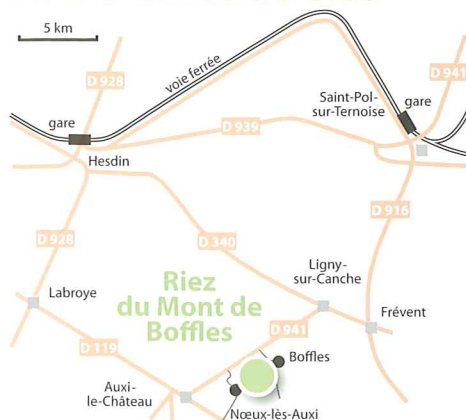 5 km
D 928
voie ferrée
D 941
Saint-Pol-
sur-Ternoise
gare
gare
D 939
Hesdin
D 916
D 928
D 340
Ligny-
sur-Canche
Riez
du Mont de
Boffles
Labroye
Frévent
D 941
D 119
Boffles
Auxi-
le-Château
Nœux-lès-Auxi